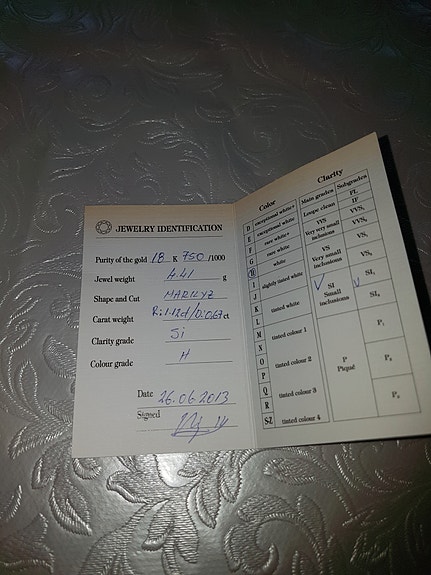 JEWELRY IDENTIFICATION
Purity of the gold 18 K 750 /1000
Jewel weight 4.41 g
Shape and Cut
Carat weight ct
Clarity grade Si
Colour grade H
Date 26.06.2013
Signed
Color
D exceptional white+
E exceptional white
F rare white+
G rare white
H white
I slightly tinted white
J
K tinted white
L
M tinted colour 1
N
O tinted colour 2
P
Q tinted colour 3
R
S-Z tinted colour 4
Clarity
Main grades Subgrades
Loupe clean FL
IF
VVS VVS₁
Very very small
inclusions VVS₂
VS VS₁
Very small
inclusions VS₂
SI SI₁
Small
inclusions SI₂
P P₁
Piqué P₂
P₃